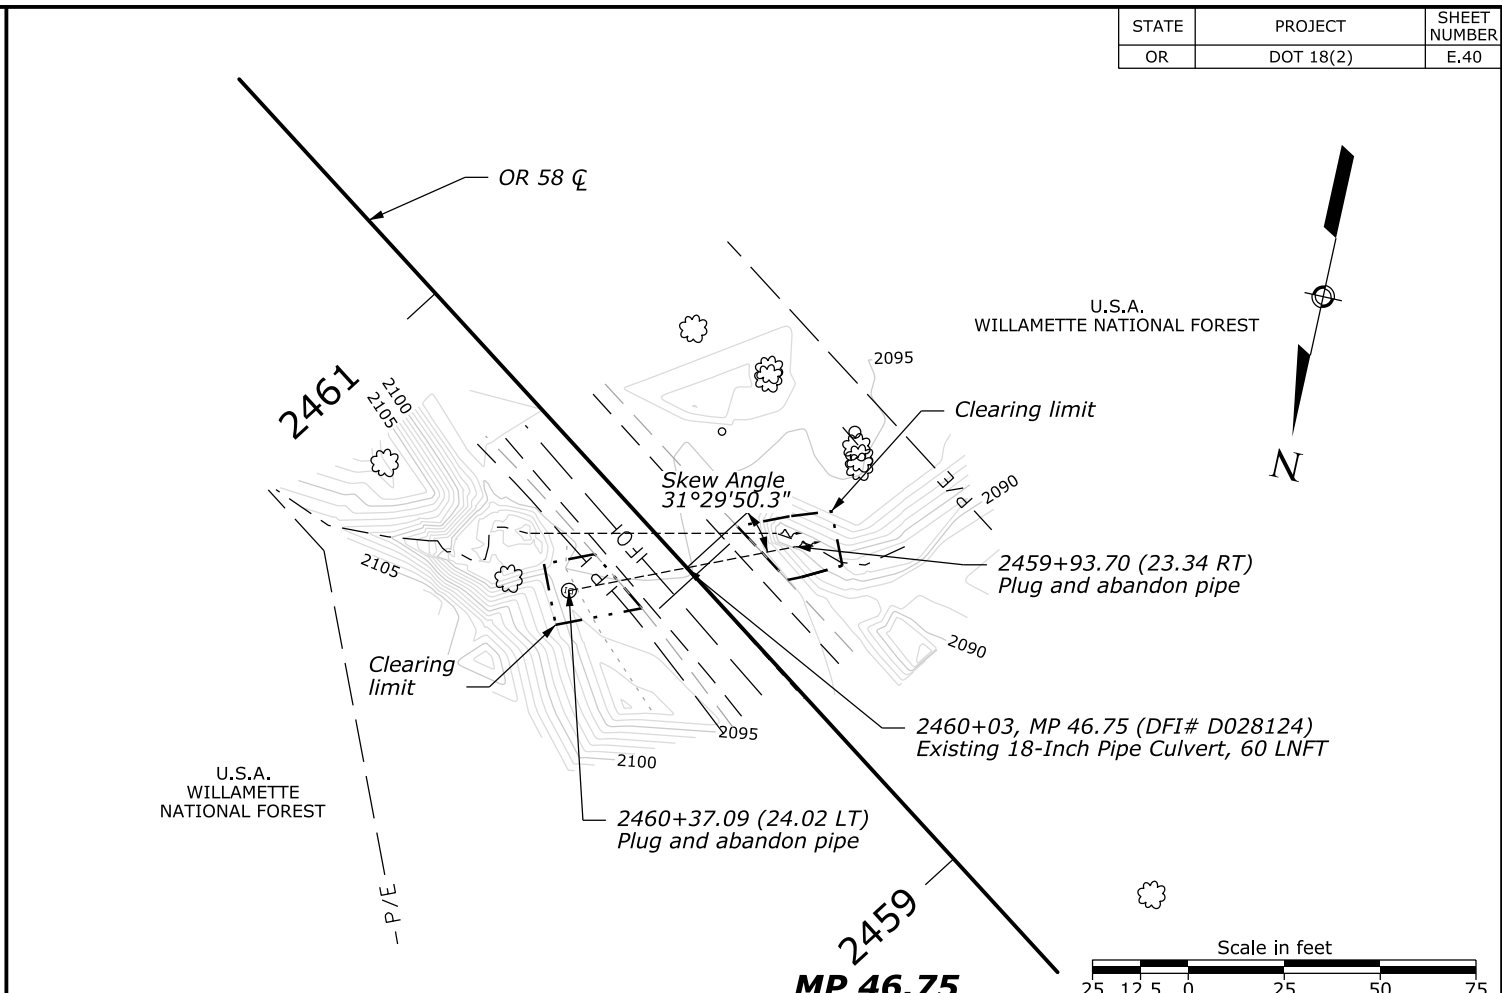 STATE PROJECT SHEET NUMBER
OR DOT 18(2) E.40
OR 58 ℄
U.S.A.
WILLAMETTE NATIONAL FOREST
2095
2461
2100
2105
Clearing limit
Skew Angle
31°29'50.3"
P/E
2090
N
2105
2459+93.70 (23.34 RT)
Plug and abandon pipe
Clearing
limit
2090
2460+03, MP 46.75 (DFI# D028124)
Existing 18-Inch Pipe Culvert, 60 LNFT
2095
2100
U.S.A.
WILLAMETTE
NATIONAL FOREST
2460+37.09 (24.02 LT)
Plug and abandon pipe
P/E
2459
Scale in feet
MP 46.75
25 12.5 0 25 50 75